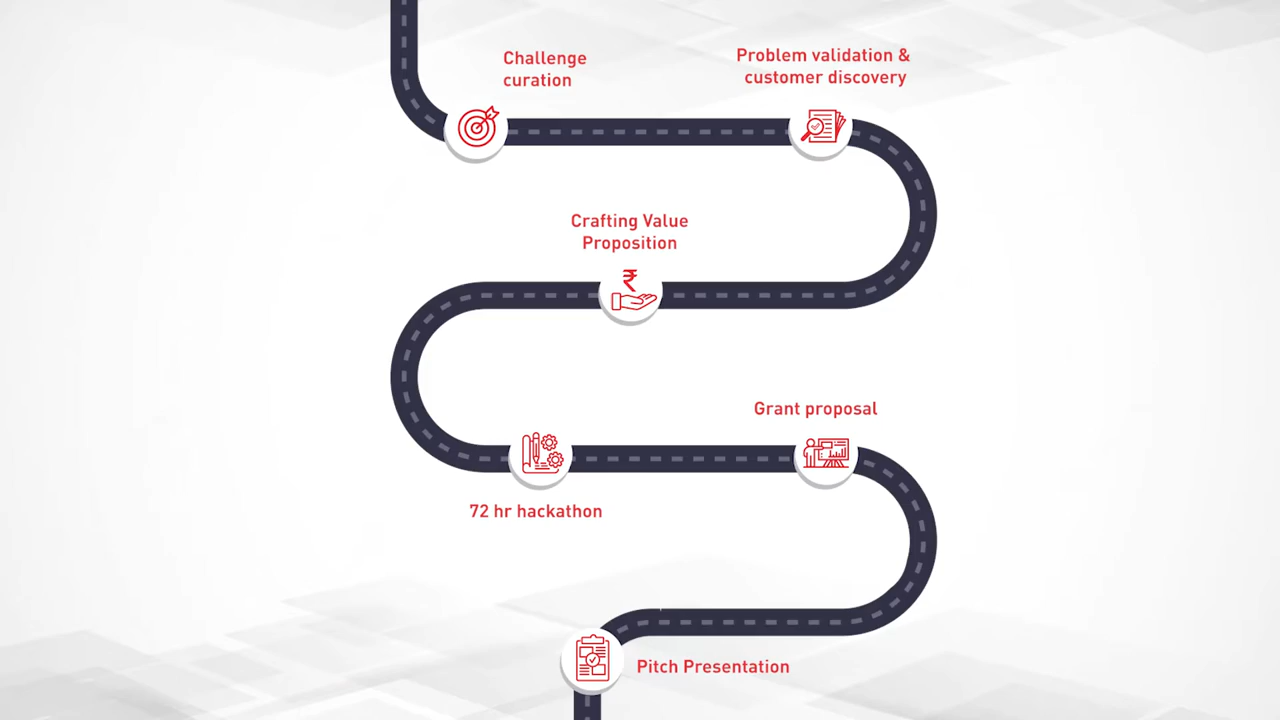 Challenge
curation
Problem validation &
customer discovery
Crafting Value
Proposition
₹
72 hr hackathon
Grant proposal
Pitch Presentation